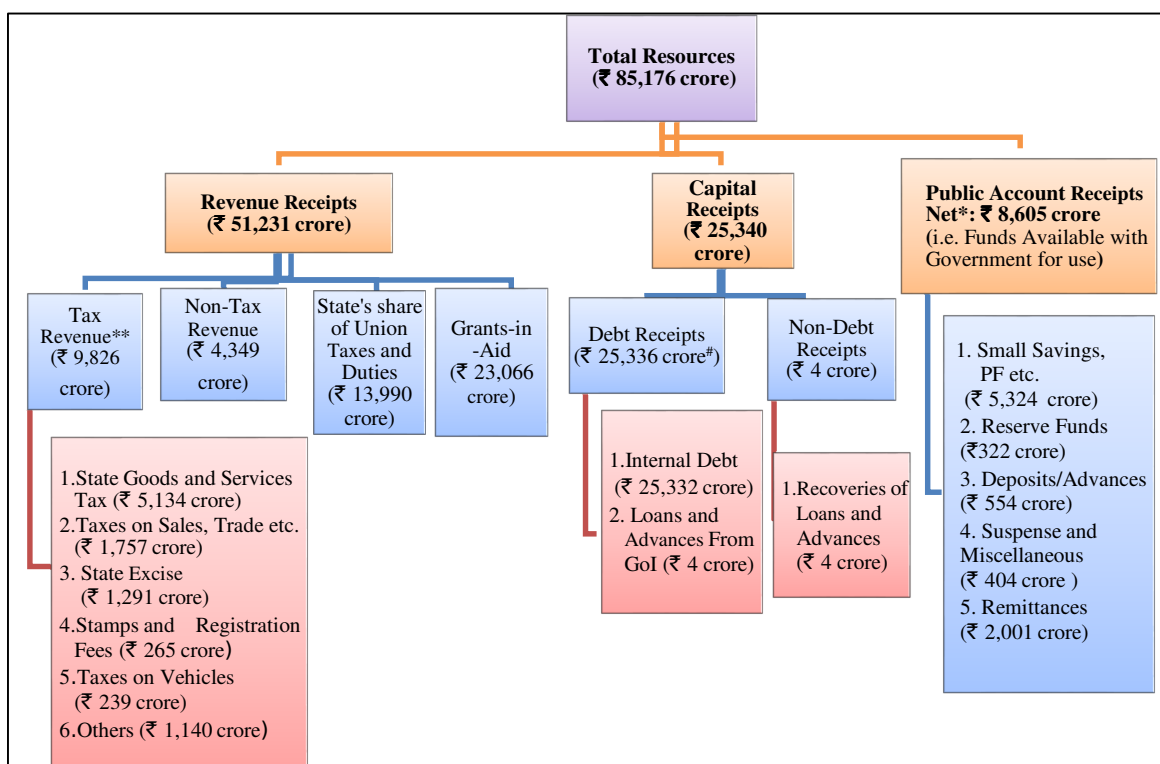 Total Resources
(₹ 85,176 crore)
Revenue Receipts
(₹ 51,231 crore)
Capital
Receipts
(₹ 25,340
crore)
Public Account Receipts
Net*: ₹ 8,605 crore
(i.e. Funds Available with
Government for use)
Tax
Revenue**
(₹ 9,826
crore)
Non-Tax
Revenue
(₹ 4,349
crore)
State's share
of Union
Taxes and
Duties
(₹ 13,990
crore)
Grants-in
-Aid
(₹ 23,066
crore)
Debt Receipts
(₹ 25,336 crore#)
Non-Debt
Receipts
(₹ 4 crore)
1.State Goods and Services
Tax (₹ 5,134 crore)
2.Taxes on Sales, Trade etc.
(₹ 1,757 crore)
3. State Excise
(₹ 1,291 crore)
4.Stamps and Registration
Fees (₹ 265 crore)
5.Taxes on Vehicles
(₹ 239 crore)
6.Others (₹ 1,140 crore)
1.Internal Debt
(₹ 25,332 crore)
2. Loans and
Advances From
GoI (₹ 4 crore)
1.Recoveries of
Loans and
Advances
(₹ 4 crore)
1. Small Savings,
PF etc.
(₹ 5,324 crore)
2. Reserve Funds
(₹322 crore)
3. Deposits/Advances
(₹ 554 crore)
4. Suspense and
Miscellaneous
(₹ 404 crore )
5. Remittances
(₹ 2,001 crore)